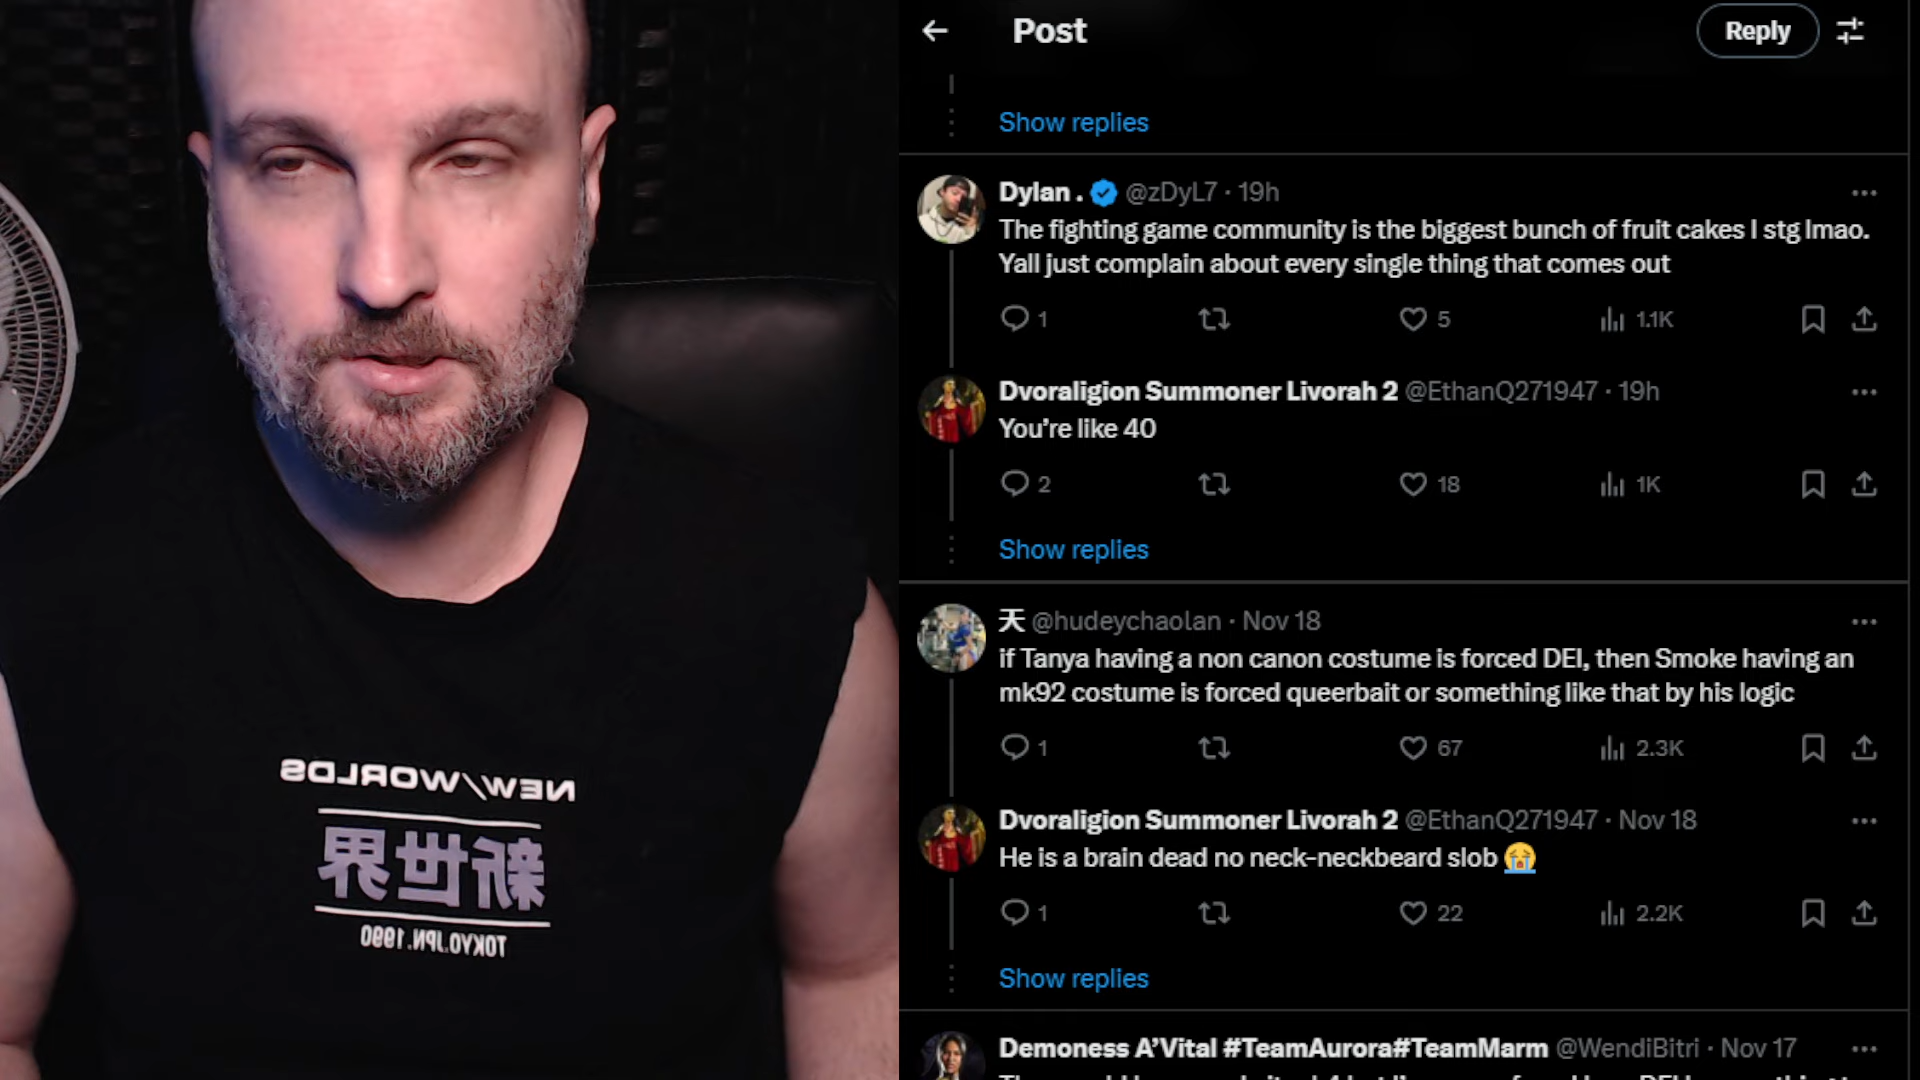 NEW/WORLDS
新世界
TOKYO.JPN.1990
Post
Reply
Show replies
Dylan . @zDyL7 · 19h
The fighting game community is the biggest bunch of fruit cakes I stg lmao.
Yall just complain about every single thing that comes out
1 5 1.1K
Dvoraligion Summoner Livorah 2 @EthanQ271947 · 19h
You’re like 40
2 18 1K
Show replies
天 @hudeychaolan · Nov 18
if Tanya having a non canon costume is forced DEI, then Smoke having an
mk92 costume is forced queerbait or something like that by his logic
1 67 2.3K
Dvoraligion Summoner Livorah 2 @EthanQ271947 · Nov 18
He is a brain dead no neck-neckbeard slob 😭
1 22 2.2K
Show replies
Demoness A’Vital #TeamAurora#TeamMarm @WendiBitri · Nov 17